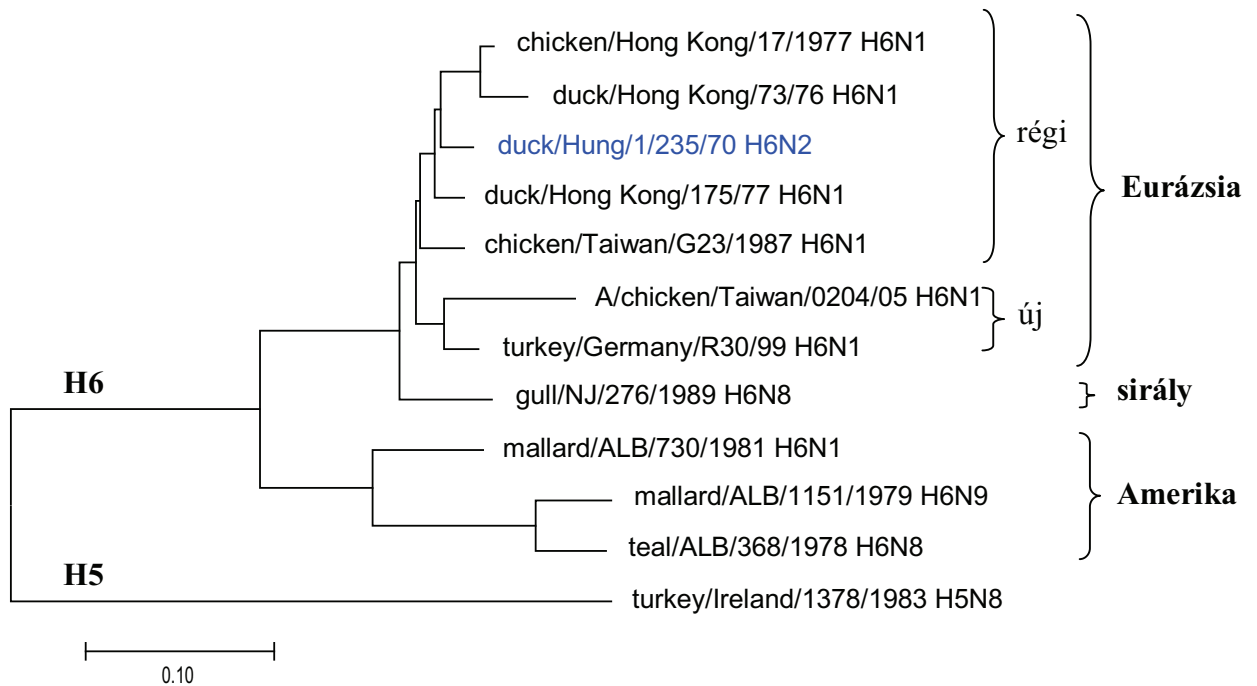 chicken/Hong Kong/17/1977 H6N1
duck/Hong Kong/73/76 H6N1
régi
duck/Hung/1/235/70 H6N2
Eurázsia
duck/Hong Kong/175/77 H6N1
chicken/Taiwan/G23/1987 H6N1
A/chicken/Taiwan/0204/05 H6N1
új
turkey/Germany/R30/99 H6N1
H6
gull/NJ/276/1989 H6N8
sirály
mallard/ALB/730/1981 H6N1
mallard/ALB/1151/1979 H6N9
Amerika
teal/ALB/368/1978 H6N8
H5
turkey/Ireland/1378/1983 H5N8
0.10